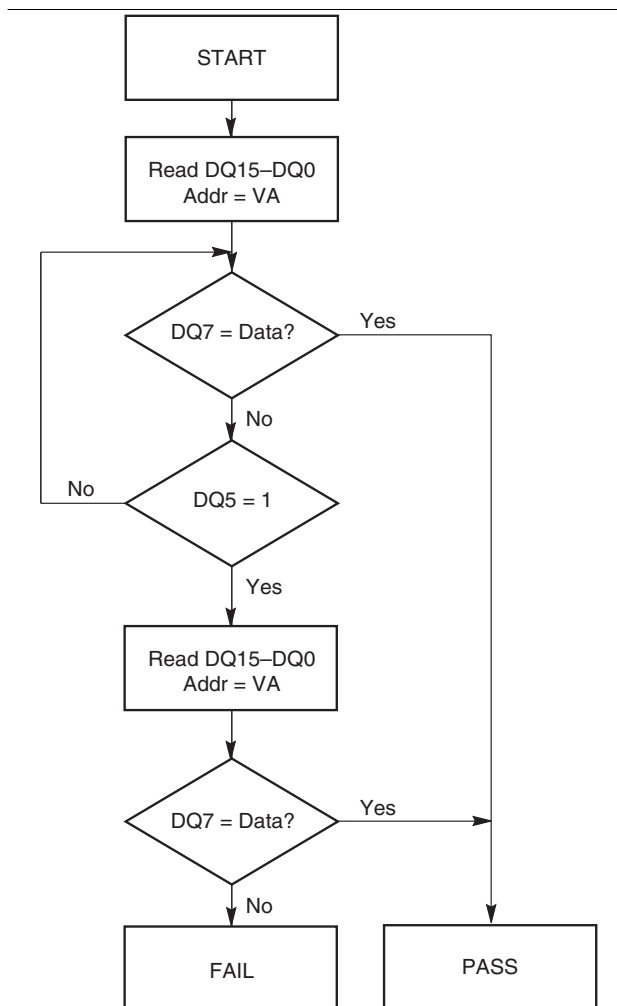 START
Read DQ15–DQ0
Addr = VA
DQ7 = Data?
Yes
No
DQ5 = 1
No
Yes
Read DQ15–DQ0
Addr = VA
DQ7 = Data?
Yes
No
FAIL
PASS